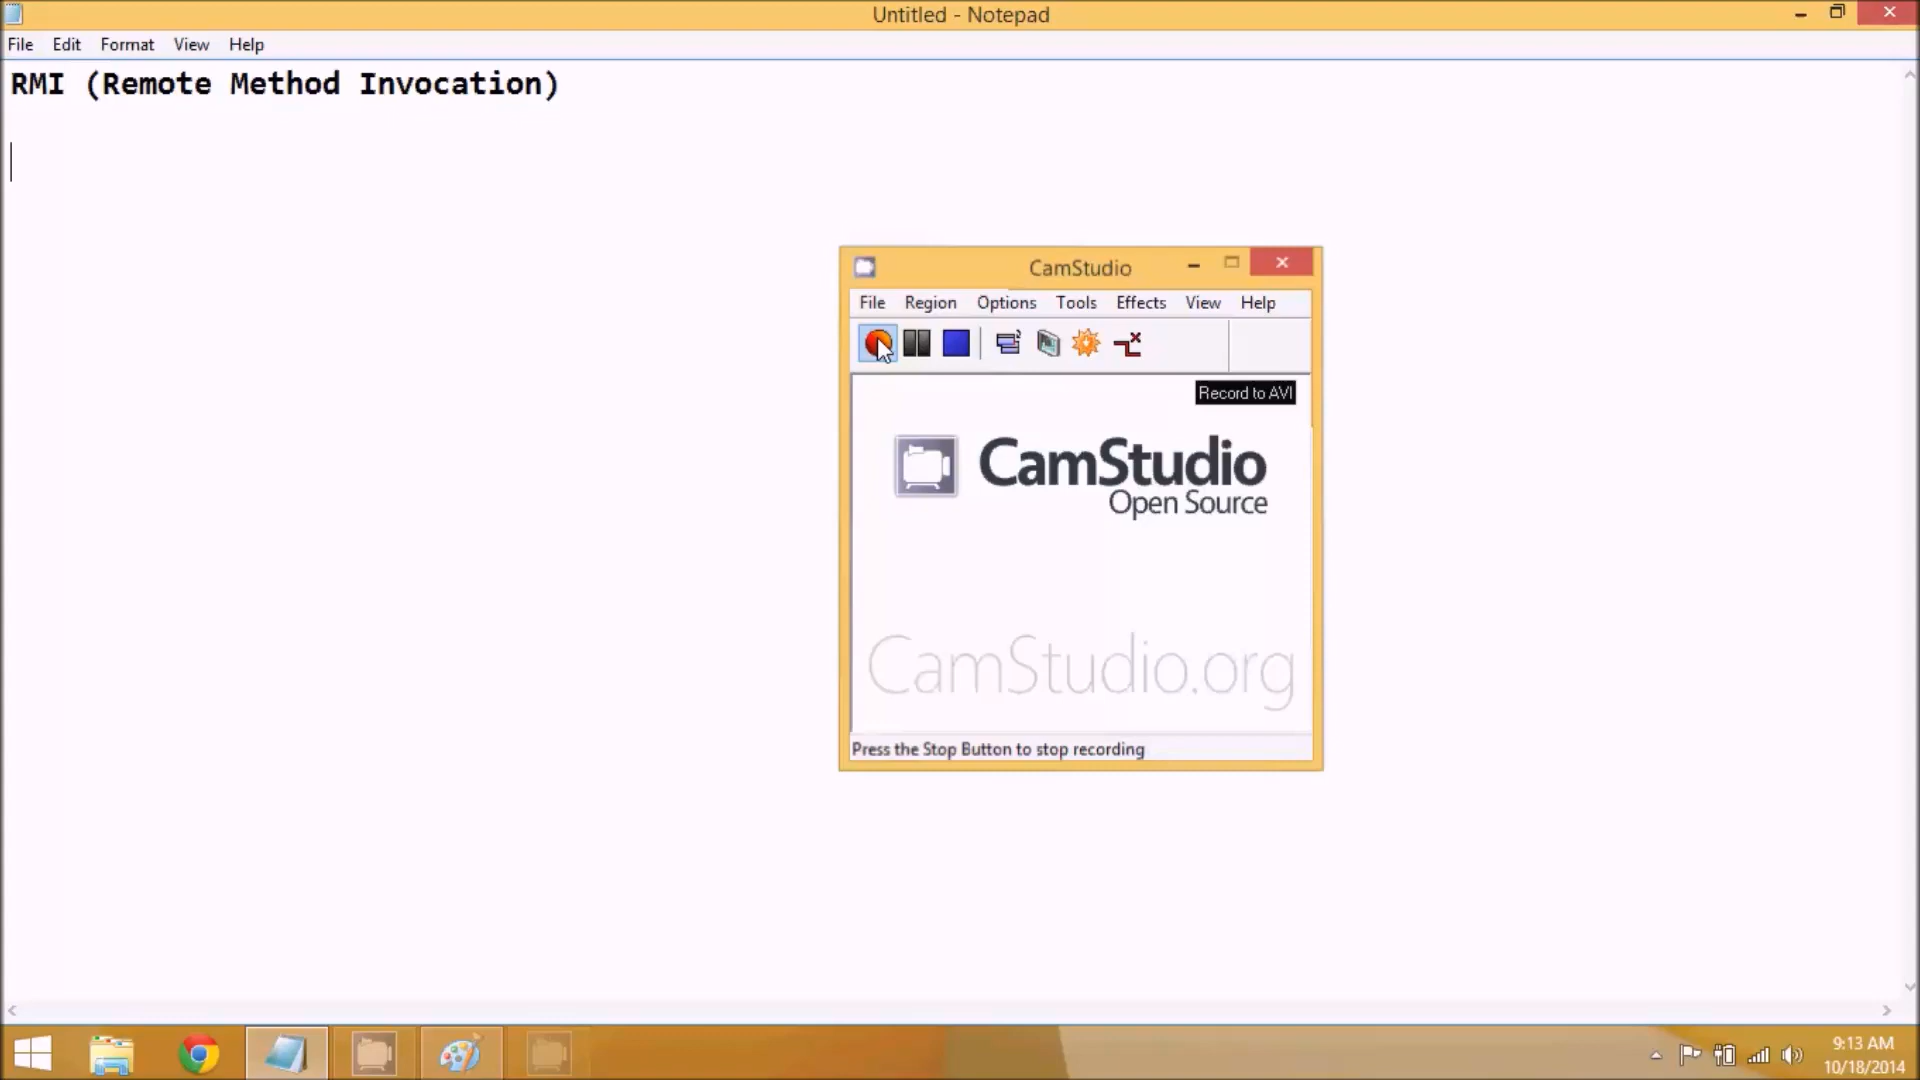 Untitled - Notepad
File Edit Format View Help
RMI (Remote Method Invocation)
CamStudio
File Region Options Tools Effects View Help
Record to AVI
CamStudio
Open Source
CamStudio.org
Press the Stop Button to stop recording
9:13 AM
10/18/2014